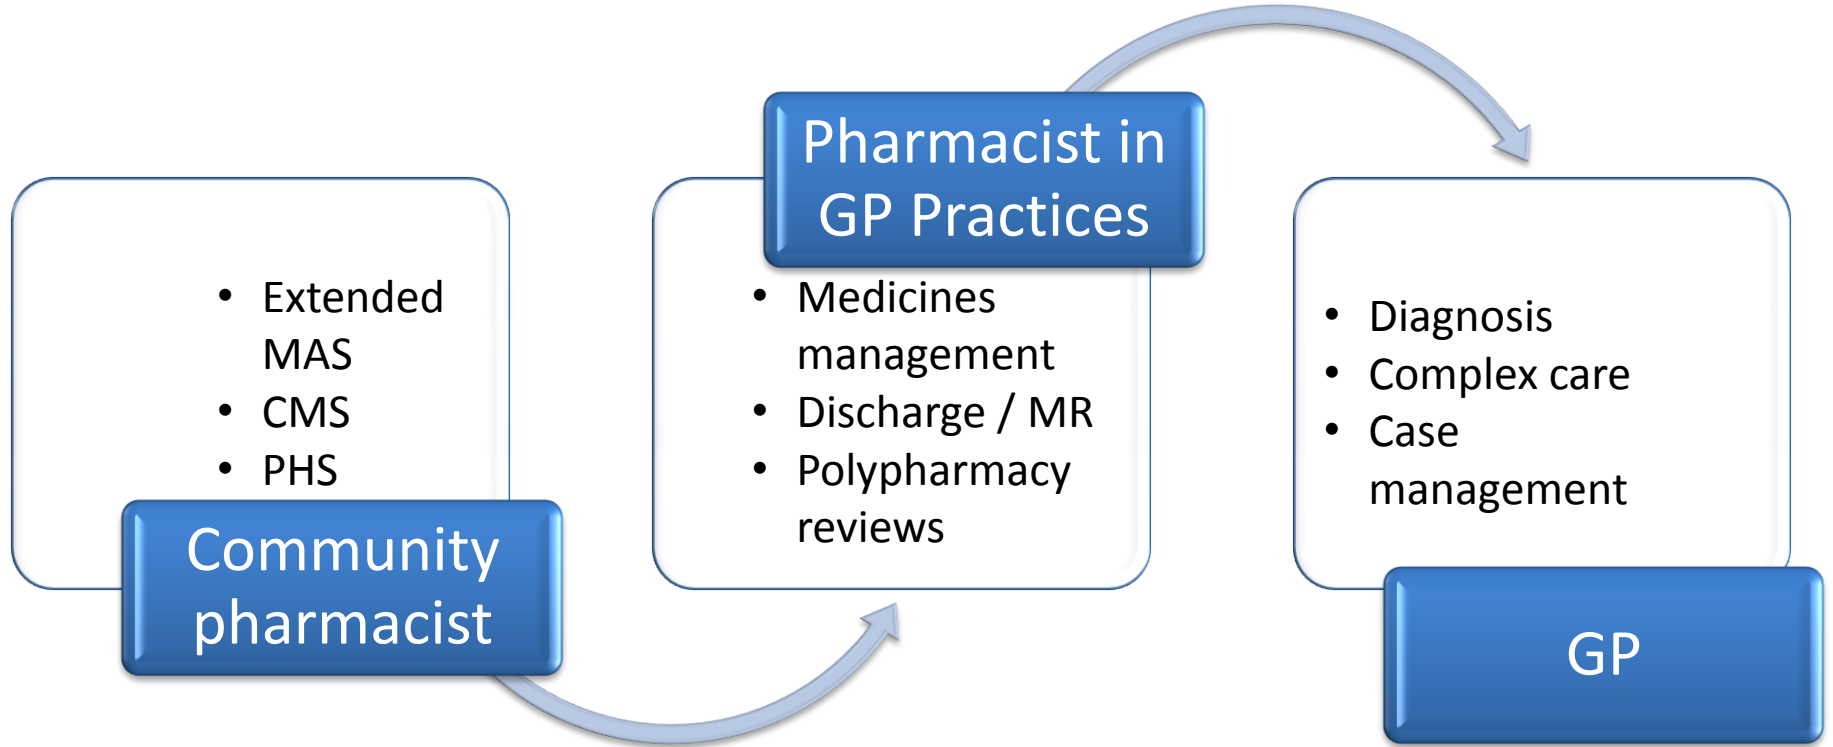 • Extended
MAS
• CMS
• PHS
Community
pharmacist
Pharmacist in
GP Practices
• Medicines
management
• Discharge / MR
• Polypharmacy
reviews
• Diagnosis
• Complex care
• Case
management
GP